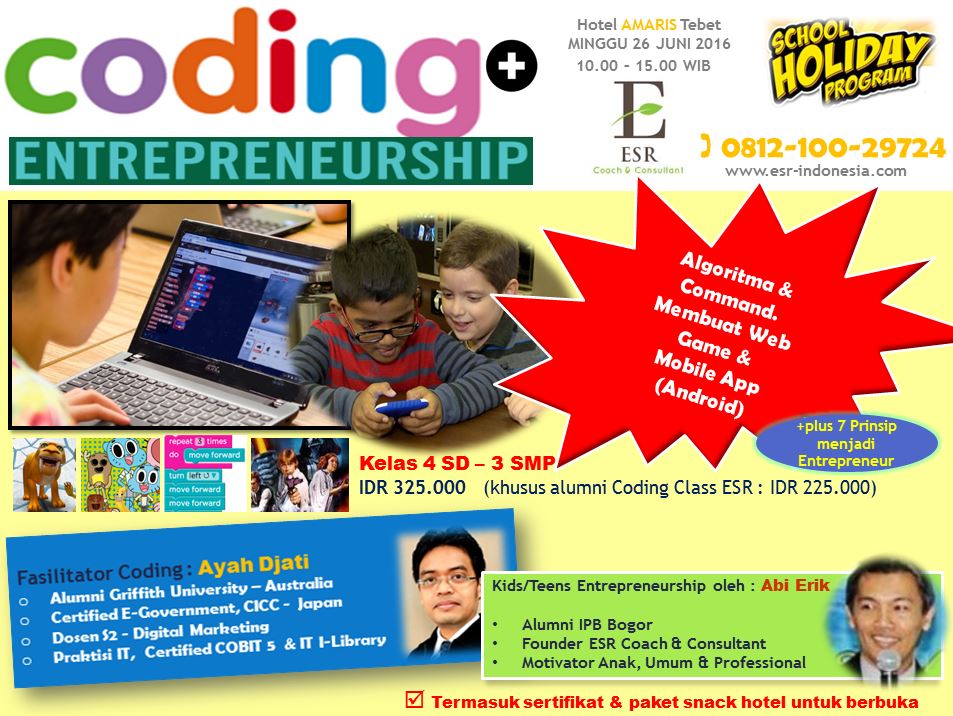 coding+
ENTREPRENEURSHIP
Hotel AMARIS Tebet
MINGGU 26 JUNI 2016
10.00 – 15.00 WIB
E
ESR
Coach & Consultant
SCHOOL
HOLIDAY
PROGRAM
0812-100-29724
www.esr-indonesia.com
Algoritma &
Command.
Membuat Web
Game &
Mobile App
(Android)
+plus 7 Prinsip
menjadi
Entrepreneur
repeat 3 times
do move forward
turn left
move forward
move forward
Kelas 4 SD – 3 SMP
IDR 325.000 (khusus alumni Coding Class ESR : IDR 225.000)
Fasilitator Coding : Ayah Djati
o Alumni Griffith University – Australia
o Certified E-Government, CICC - Japan
o Dosen S2 - Digital Marketing
o Praktisi IT, Certified COBIT 5 & IT I-Library
Kids/Teens Entrepreneurship oleh : Abi Erik
• Alumni IPB Bogor
• Founder ESR Coach & Consultant
• Motivator Anak, Umum & Professional
☑ Termasuk sertifikat & paket snack hotel untuk berbuka